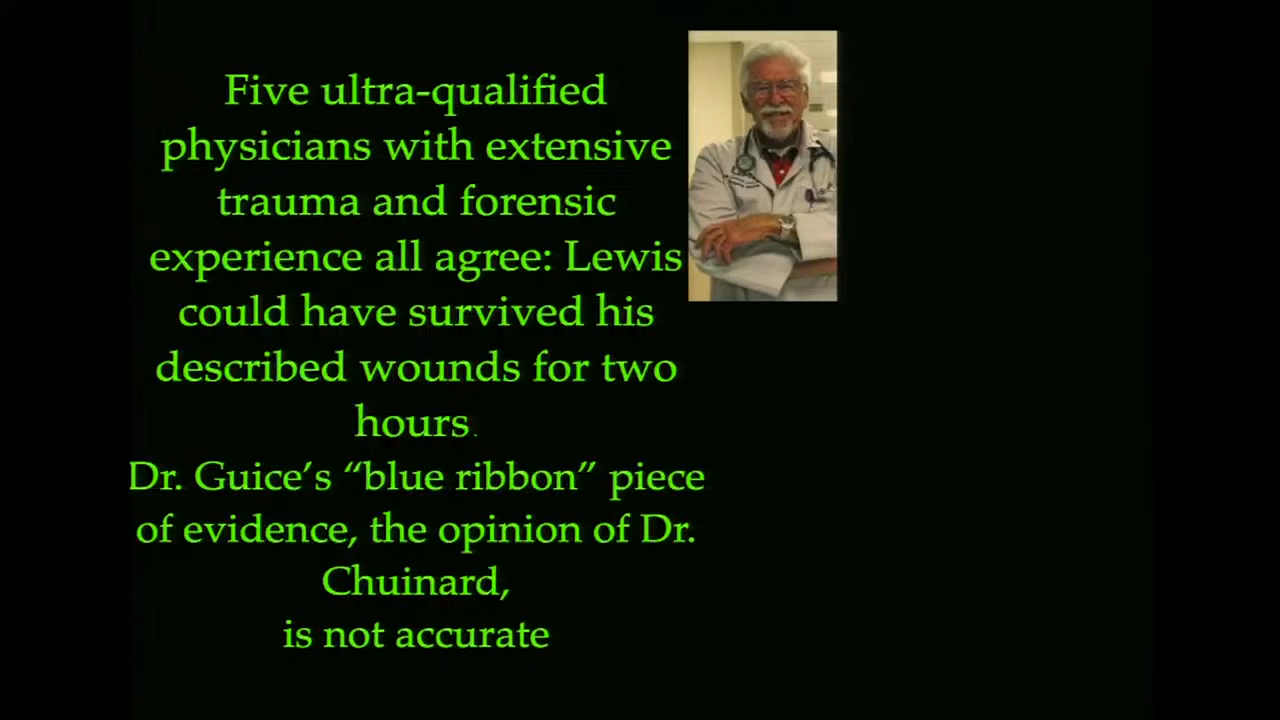 Five ultra-qualified
physicians with extensive
trauma and forensic
experience all agree: Lewis
could have survived his
described wounds for two
hours.
Dr. Guice’s “blue ribbon” piece
of evidence, the opinion of Dr.
Chuinard,
is not accurate